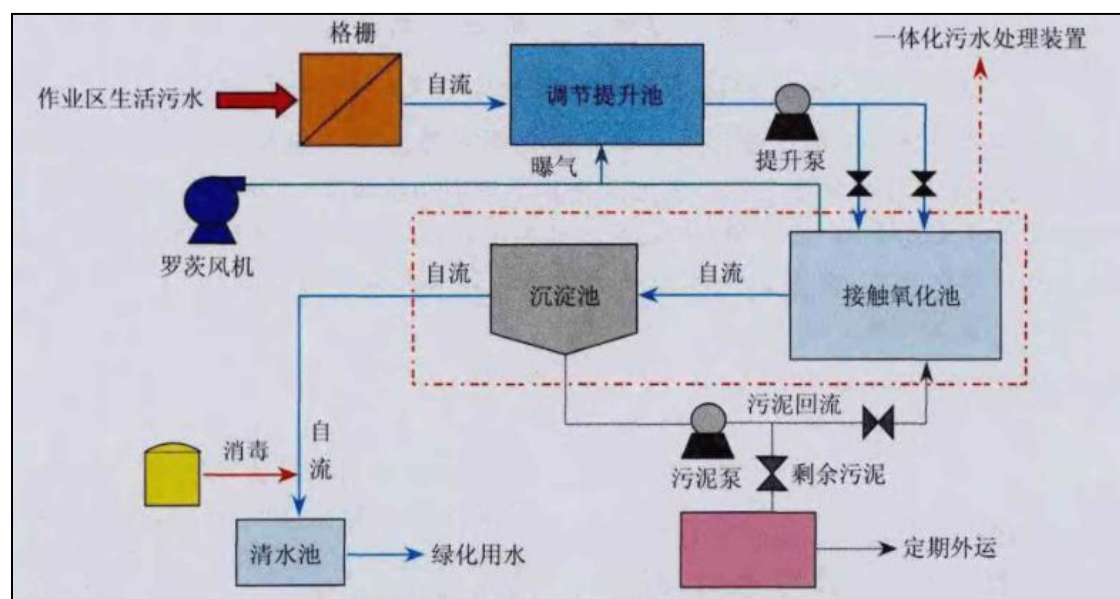 格栅
一体化污水处理装置
作业区生活污水
自流
调节提升池
提升泵
曝气
罗茨风机
自流
沉淀池
自流
接触氧化池
污泥回流
消毒
自
流
污泥泵
剩余污泥
清水池
绿化用水
定期外运